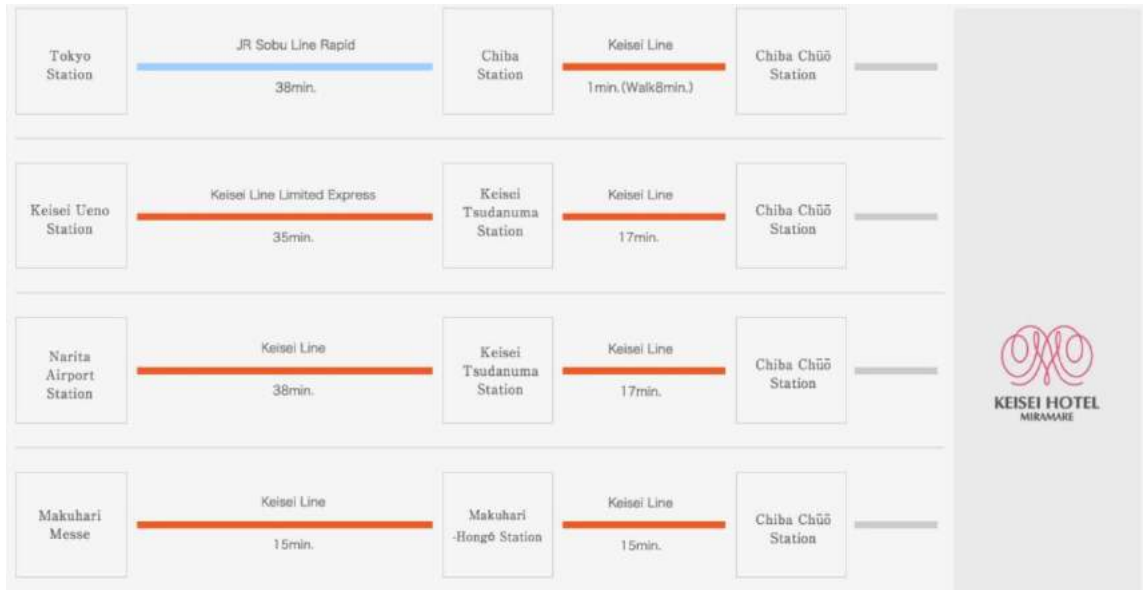 Tokyo
Station
JR Sobu Line Rapid
38min.
Chiba
Station
Keisei Line
1min.(Walk8min.)
Chiba Chūō
Station
Keisei Ueno
Station
Keisei Line Limited Express
35min.
Keisei
Tsudanuma
Station
Keisei Line
17min.
Chiba Chūō
Station
Narita
Airport
Station
Keisei Line
38min.
Keisei
Tsudanuma
Station
Keisei Line
17min.
Chiba Chūō
Station
Makuhari
Messe
Keisei Line
15min.
Makuhari
-Hongō Station
Keisei Line
15min.
Chiba Chūō
Station
KEISEI HOTEL
MIRAMARE